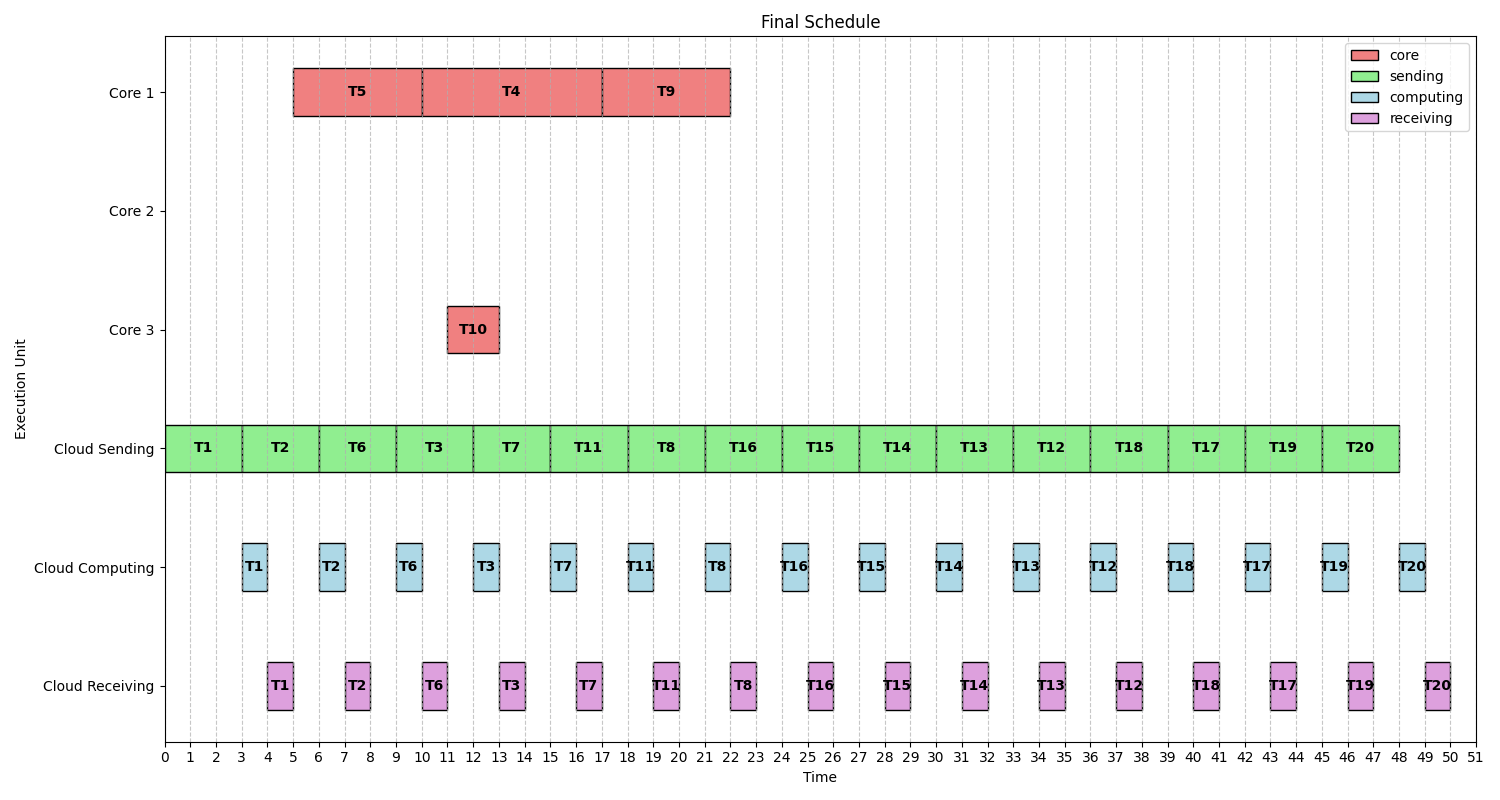 Final Schedule
core
sending
computing
receiving
Execution Unit
Core 1
T5 T4 T9
Core 2
Core 3
T10
Cloud Sending
T1 T2 T6 T3 T7 T11 T8 T16 T15 T14 T13 T12 T18 T17 T19 T20
Cloud Computing
T1 T2 T6 T3 T7 T11 T8 T16 T15 T14 T13 T12 T18 T17 T19 T20
Cloud Receiving
T1 T2 T6 T3 T7 T11 T8 T16 T15 T14 T13 T12 T18 T17 T19 T20
0 1 2 3 4 5 6 7 8 9 10 11 12 13 14 15 16 17 18 19 20 21 22 23 24 25 26 27 28 29 30 31 32 33 34 35 36 37 38 39 40 41 42 43 44 45 46 47 48 49 50 51
Time